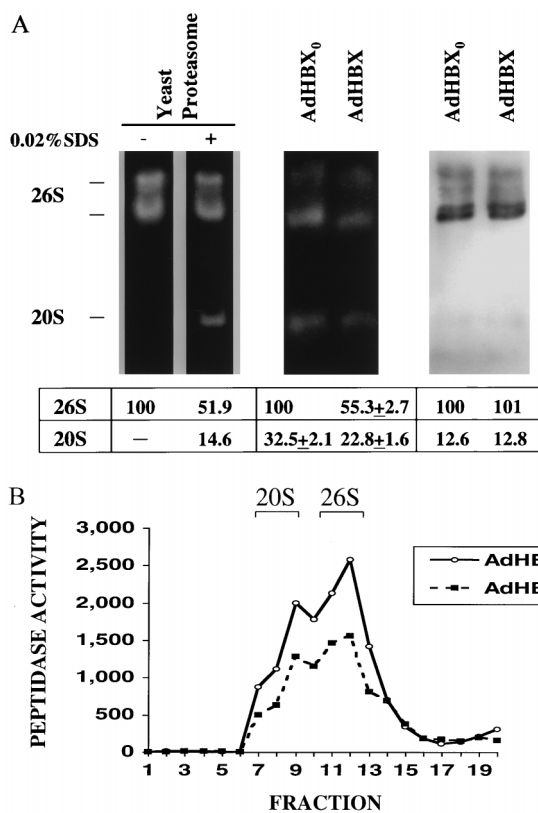 A
Yeast
Proteasome
AdHBX₀
AdHBX
AdHBX₀
AdHBX
0.02%SDS - +
26S
20S
26S 100 51.9 100 55.3±2.7 100 101
20S — 14.6 32.5±2.1 22.8±1.6 12.6 12.8
B
20S 26S
3,000
2,500
2,000
1,500
1,000
500
0
PEPTIDASE ACTIVITY
AdHB
AdHB
1 3 5 7 9 11 13 15 17 19
FRACTION